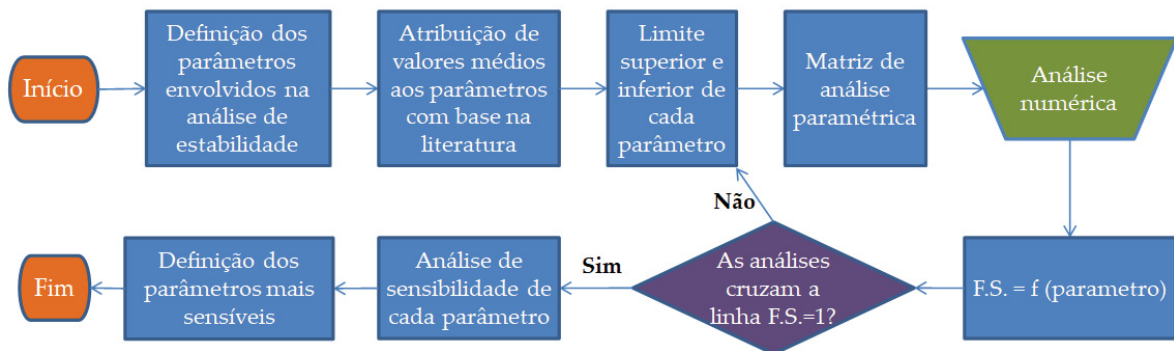 Início
Definição dos
parâmetros
envolvidos na
análise de
estabilidade
Atribuição de
valores médios
aos parâmetros
com base na
literatura
Limite
superior e
inferior de
cada
parâmetro
Matriz de
análise
paramétrica
Análise
numérica
F.S. = f (parametro)
As análises
cruzam a
linha F.S.=1?
Não
Sim
Análise de
sensibilidade de
cada parâmetro
Definição dos
parâmetros mais
sensíveis
Fim